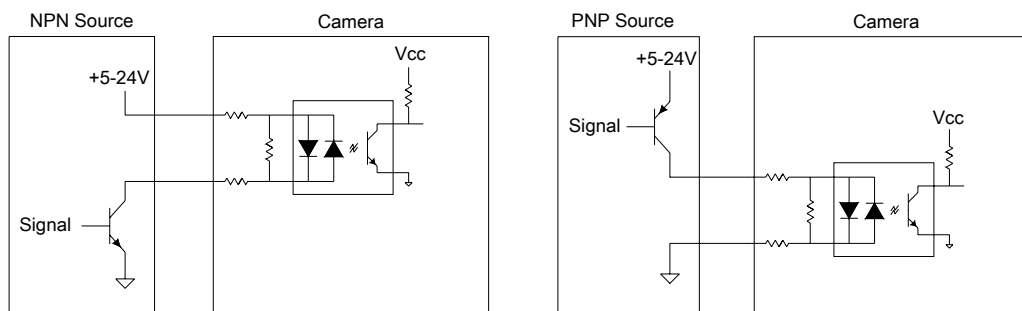 NPN Source
Camera
+5-24V
Vcc
Signal
PNP Source
Camera
+5-24V
Signal
Vcc